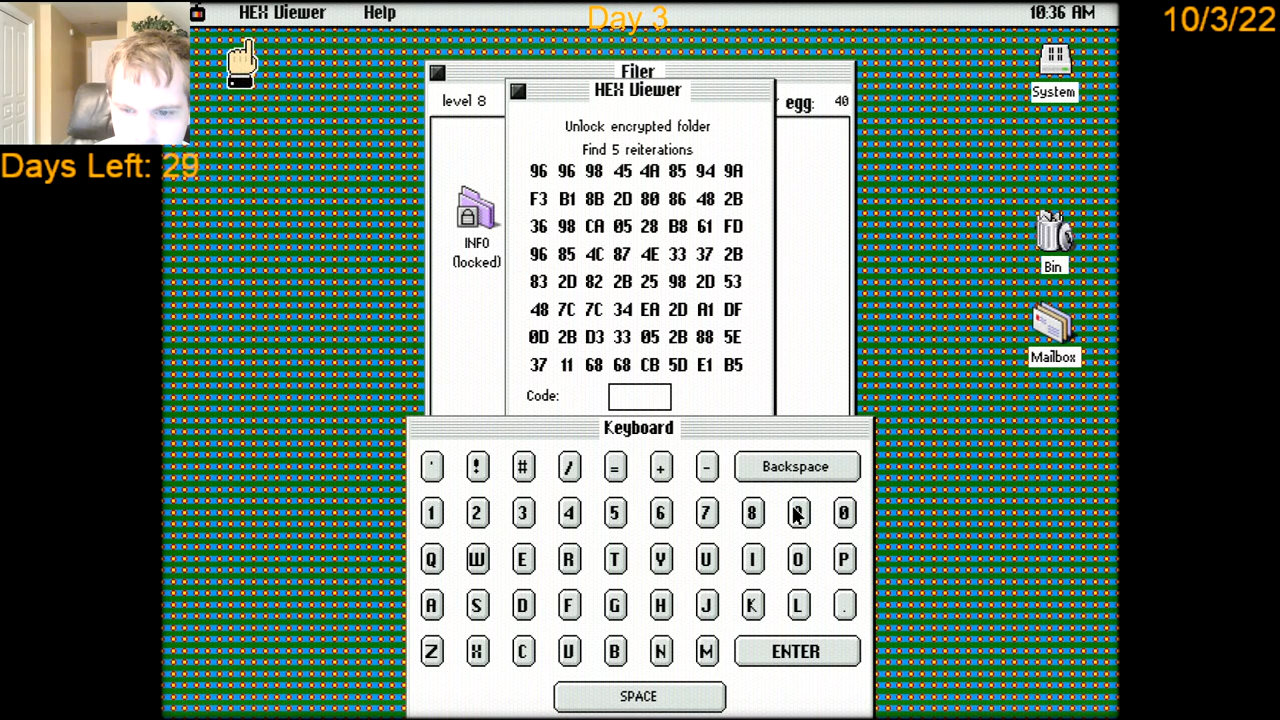 HEX Viewer Help Day 3 10:36 AM 10/3/22
Filer
HEX Viewer
level 8 egg: 40
System
Unlock encrypted folder
Find 5 reiterations
Days Left: 29
96 96 98 45 4A 85 94 9A
F3 B1 8B 2D 80 86 48 2B
36 98 CA 05 28 B8 61 FD
96 85 4C 87 4E 33 37 2B
83 2D 82 2B 25 98 2D 53
48 7C 7C 34 EA 2D A1 DF
0D 2B D3 33 05 2B 88 5E
37 11 68 68 CB 5D E1 B5
INFO
(locked)
Bin
Mailbox
Code:
Keyboard
' ! # / = + - Backspace
1 2 3 4 5 6 7 8 0
Q W E R T Y U I O P
A S D F G H J K L .
Z X C V B N M ENTER
SPACE